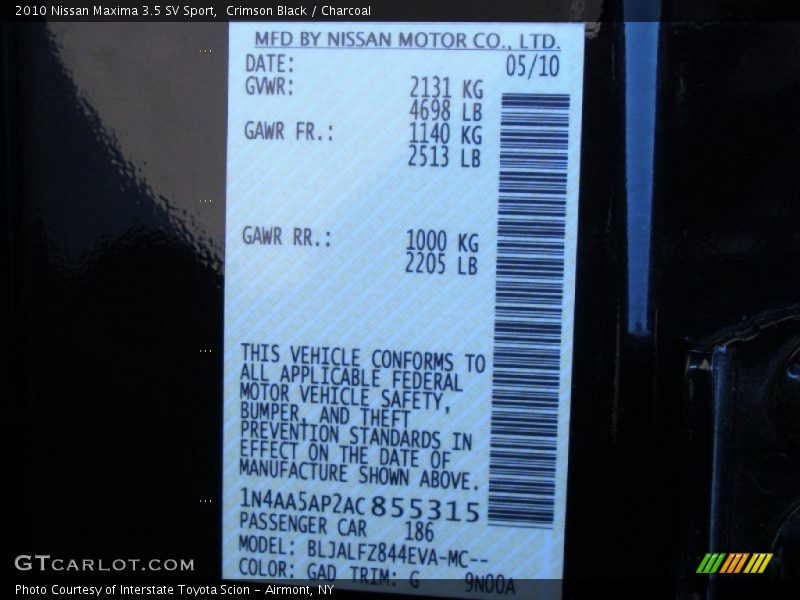 2010 Nissan Maxima 3.5 SV Sport, Crimson Black / Charcoal
MFD BY NISSAN MOTOR CO., LTD.
DATE: 05/10
GVWR: 2131 KG
4698 LB
GAWR FR.: 1140 KG
2513 LB
GAWR RR.: 1000 KG
2205 LB
THIS VEHICLE CONFORMS TO
ALL APPLICABLE FEDERAL
MOTOR VEHICLE SAFETY,
BUMPER, AND THEFT
PREVENTION STANDARDS IN
EFFECT ON THE DATE OF
MANUFACTURE SHOWN ABOVE.
1N4AA5AP2AC855315
PASSENGER CAR 186
MODEL: BLJALFZ844EVA-MC--
COLOR: GAD TRIM: G 9N00A
GTCARLOT.COM
Photo Courtesy of Interstate Toyota Scion - Airmont, NY